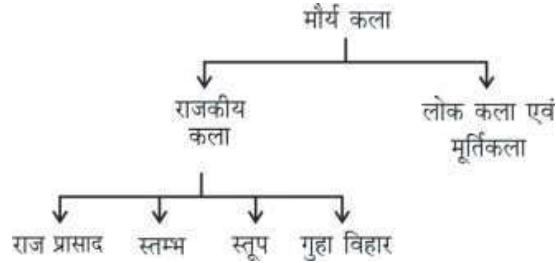 मौर्य कला
राजकीय
कला
लोक कला एवं
मूर्तिकला
राज प्रासाद
स्तम्भ
स्तूप
गुहा विहार